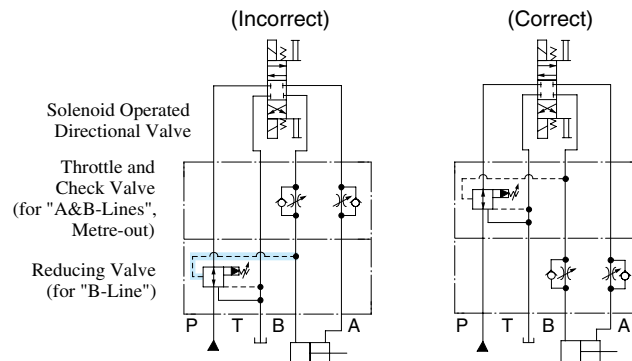 (Incorrect)
(Correct)
Solenoid Operated
Directional Valve
Throttle and
Check Valve
(for "A&B-Lines",
Metre-out)
Reducing Valve
(for "B-Line")
P T B A
P T B A